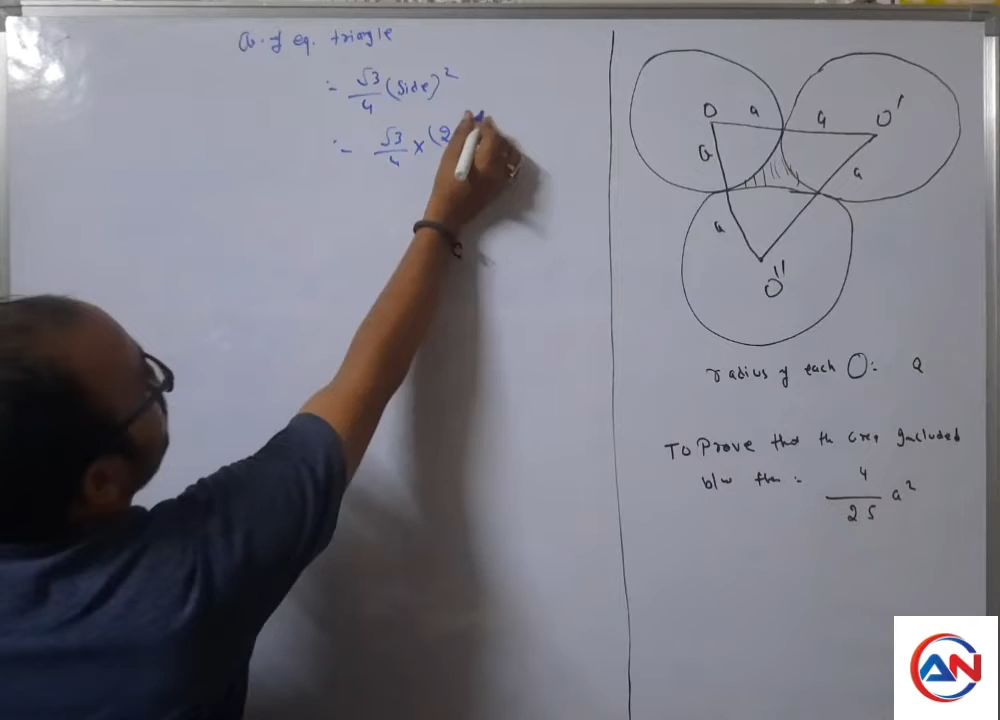 a. of eq. triangle
= √3/4 (side)²
= √3/4 × (2
O a a O'
a a
a
O''
radius of each O = a
To Prove that th area Included
b/w them = 4/25 a²
AN